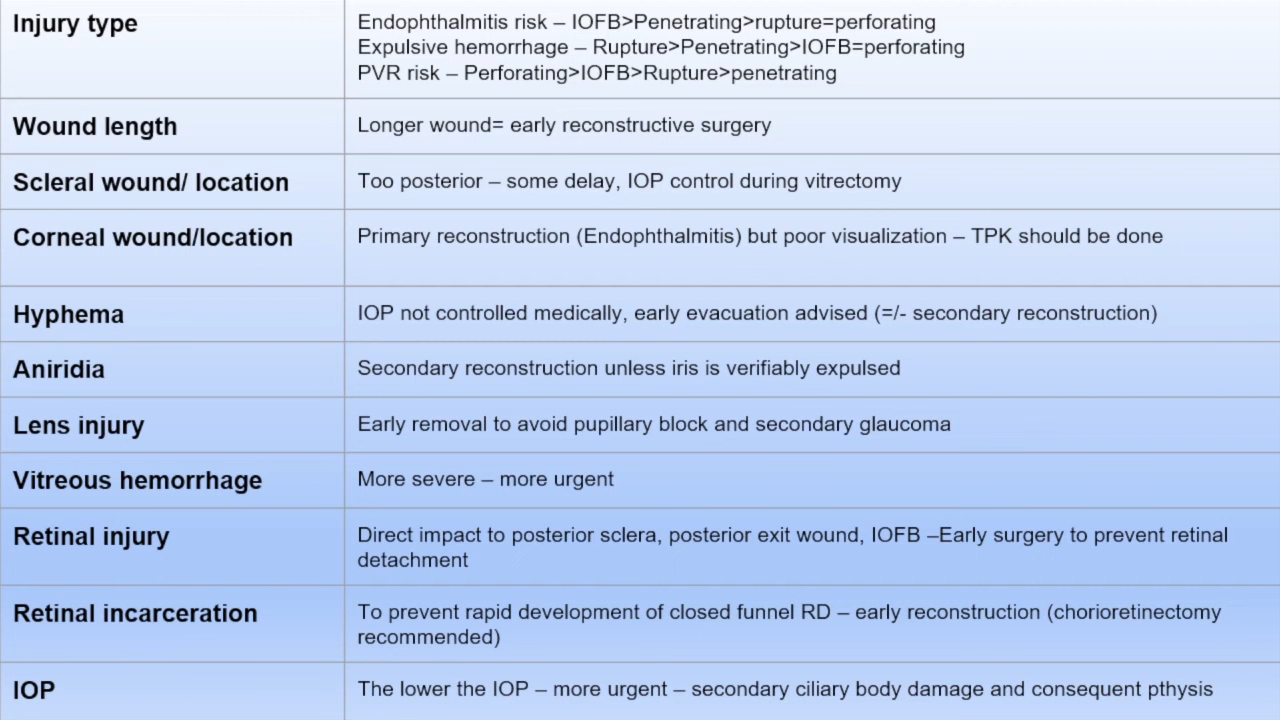 Injury type
Endophthalmitis risk – IOFB>Penetrating>rupture=perforating
Expulsive hemorrhage – Rupture>Penetrating>IOFB=perforating
PVR risk – Perforating>IOFB>Rupture>penetrating
Wound length
Longer wound= early reconstructive surgery
Scleral wound/ location
Too posterior – some delay, IOP control during vitrectomy
Corneal wound/location
Primary reconstruction (Endophthalmitis) but poor visualization – TPK should be done
Hyphema
IOP not controlled medically, early evacuation advised (=/- secondary reconstruction)
Aniridia
Secondary reconstruction unless iris is verifiably expulsed
Lens injury
Early removal to avoid pupillary block and secondary glaucoma
Vitreous hemorrhage
More severe – more urgent
Retinal injury
Direct impact to posterior sclera, posterior exit wound, IOFB –Early surgery to prevent retinal
detachment
Retinal incarceration
To prevent rapid development of closed funnel RD – early reconstruction (chorioretinectomy
recommended)
IOP
The lower the IOP – more urgent – secondary ciliary body damage and consequent pthysis